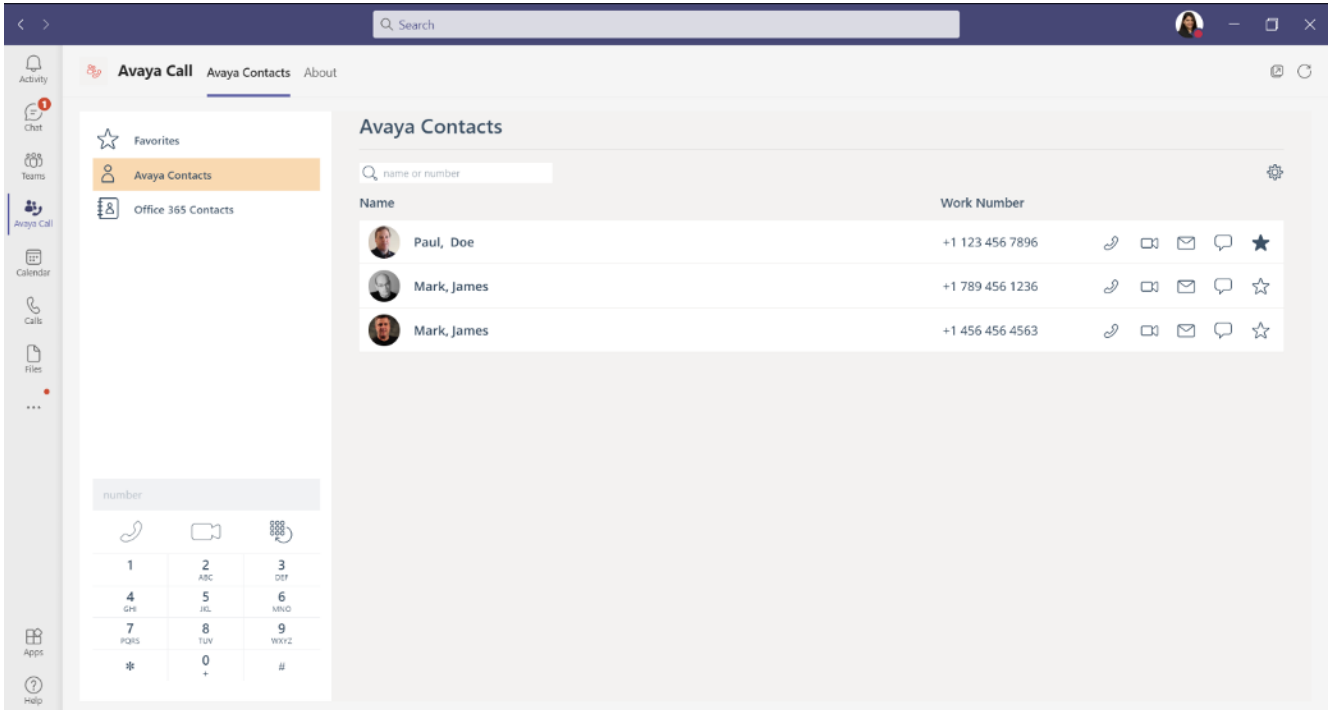 Search
Activity
1
Chat
Teams
Avaya Call
Calendar
Calls
Files
...
Apps
Help
Avaya Call Avaya Contacts About
Favorites
Avaya Contacts
Office 365 Contacts
number
1 2 3
ABC DEF
4 5 6
GHI JKL MNO
7 8 9
PQRS TUV WXYZ
* 0 #
+
Avaya Contacts
name or number
Name Work Number
Paul, Doe +1 123 456 7896
Mark, James +1 789 456 1236
Mark, James +1 456 456 4563